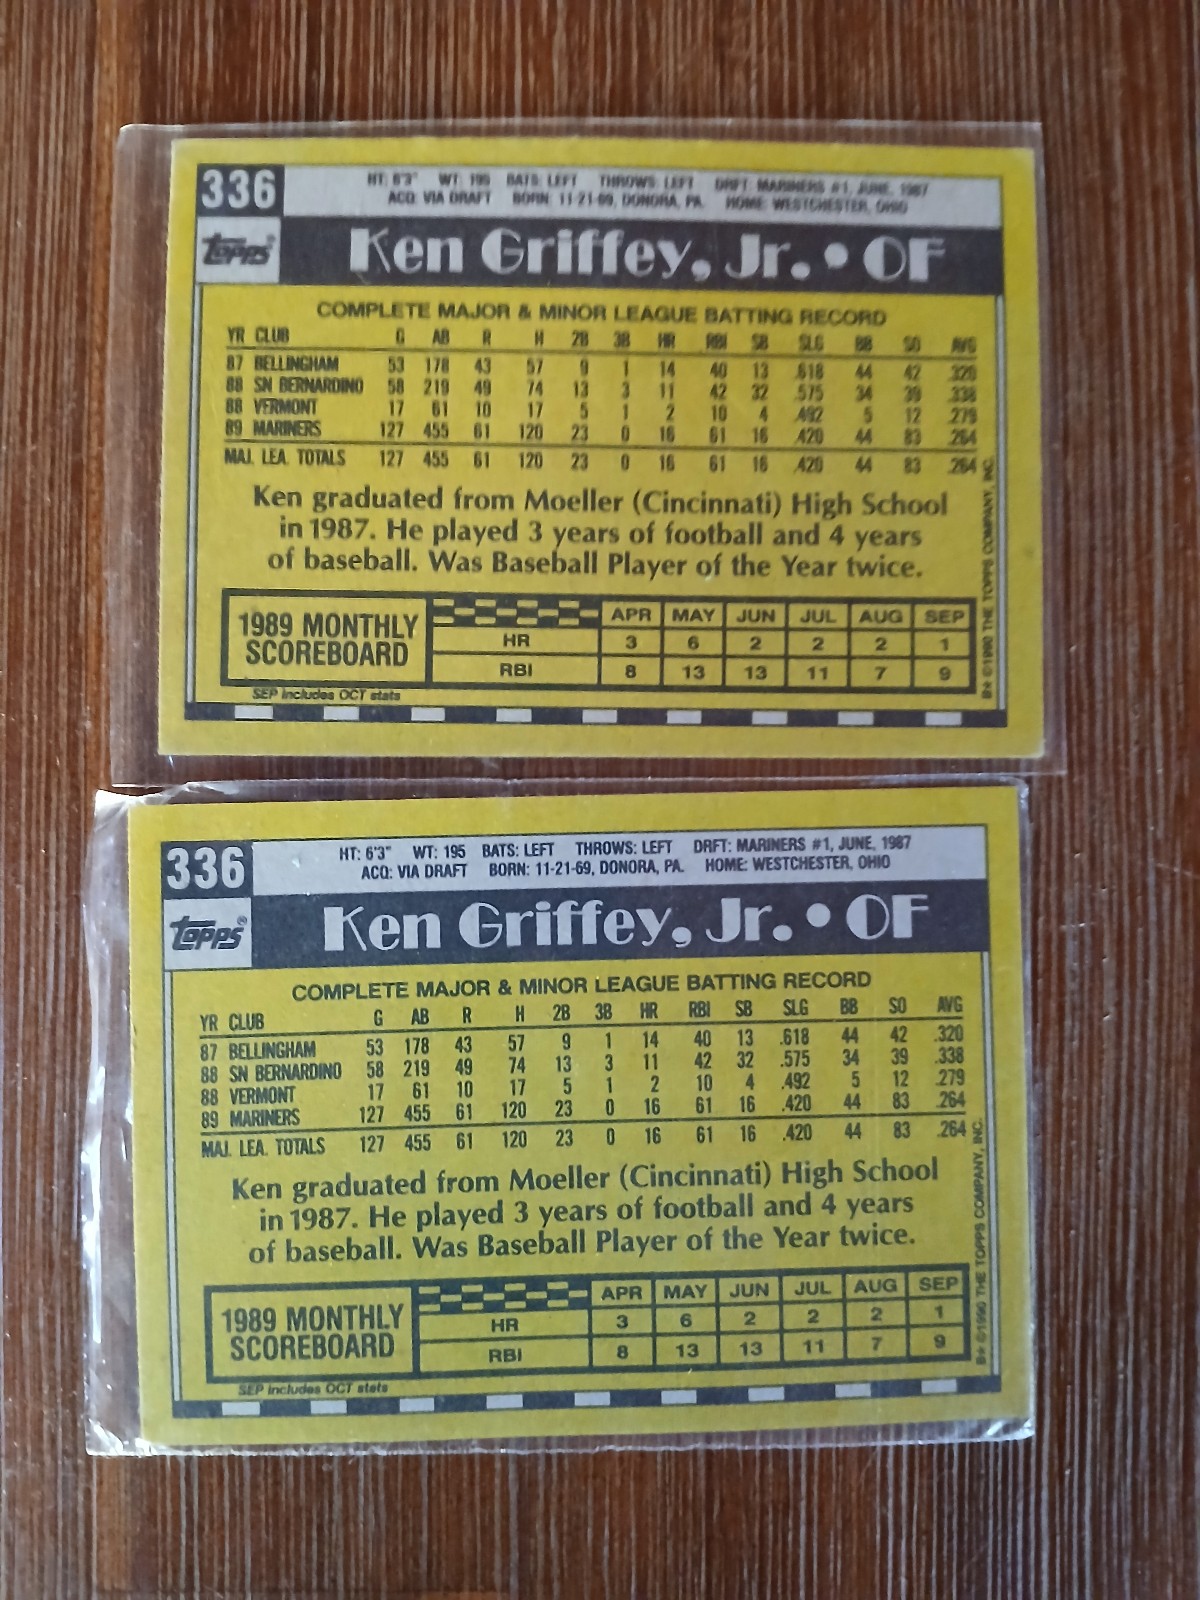 336
HT: 6'3" WT: 195 BATS: LEFT THROWS: LEFT DRFT: MARINERS #1, JUNE, 1987
ACQ: VIA DRAFT BORN: 11-21-69, DONORA, PA. HOME: WESTCHESTER, OHIO
Topps®
Ken Griffey, Jr. • OF
COMPLETE MAJOR & MINOR LEAGUE BATTING RECORD
YR CLUB G AB R H 2B 3B HR RBI SB SLG BB SO AVG
87 BELLINGHAM 53 178 43 57 9 1 14 40 13 .618 44 42 .320
88 SN BERNARDINO 58 219 49 74 13 3 11 42 32 .575 34 39 .338
88 VERMONT 17 61 10 17 5 1 2 10 4 .492 5 12 .279
89 MARINERS 127 455 61 120 23 0 16 61 16 .420 44 83 .264
MAJ. LEA. TOTALS 127 455 61 120 23 0 16 61 16 .420 44 83 .264
Ken graduated from Moeller (Cincinnati) High School
in 1987. He played 3 years of football and 4 years
of baseball. Was Baseball Player of the Year twice.
1989 MONTHLY
SCOREBOARD
APR MAY JUN JUL AUG SEP
HR 3 6 2 2 2 1
RBI 8 13 13 11 7 9
SEP includes OCT stats
B* ©1990 THE TOPPS COMPANY, INC.
336
HT: 6'3" WT: 195 BATS: LEFT THROWS: LEFT DRFT: MARINERS #1, JUNE, 1987
ACQ: VIA DRAFT BORN: 11-21-69, DONORA, PA. HOME: WESTCHESTER, OHIO
Topps®
Ken Griffey, Jr. • OF
COMPLETE MAJOR & MINOR LEAGUE BATTING RECORD
YR CLUB G AB R H 2B 3B HR RBI SB SLG BB SO AVG
87 BELLINGHAM 53 178 43 57 9 1 14 40 13 .618 44 42 .320
88 SN BERNARDINO 58 219 49 74 13 3 11 42 32 .575 34 39 .338
88 VERMONT 17 61 10 17 5 1 2 10 4 .492 5 12 .279
89 MARINERS 127 455 61 120 23 0 16 61 16 .420 44 83 .264
MAJ. LEA. TOTALS 127 455 61 120 23 0 16 61 16 .420 44 83 .264
Ken graduated from Moeller (Cincinnati) High School
in 1987. He played 3 years of football and 4 years
of baseball. Was Baseball Player of the Year twice.
1989 MONTHLY
SCOREBOARD
APR MAY JUN JUL AUG SEP
HR 3 6 2 2 2 1
RBI 8 13 13 11 7 9
SEP includes OCT stats
B* ©1990 THE TOPPS COMPANY, INC.